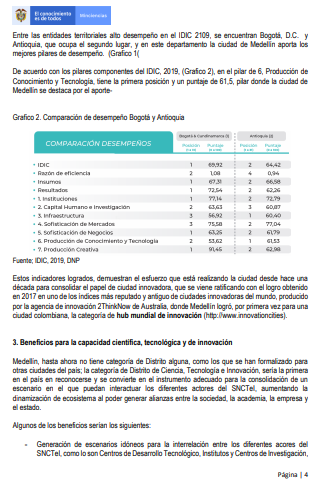 El conocimiento
es de todos
Minciencias
Entre las entidades territoriales alto desempeño en el IDIC 2109, se encuentran Bogotá, D.C. y
Antioquia, que ocupa el segundo lugar, y en este departamento la ciudad de Medellín aporta los
mejores pilares de desempeño. (Grafico 1(
De acuerdo con los pilares componentes del IDIC, 2019, (Grafico 2), en el pilar de 6, Producción de
Conocimiento y Tecnología, tiene la primera posición y un puntaje de 61,5, pilar donde la ciudad de
Medellín se destaca por el aporte-
Grafico 2. Comparación de desempeño Bogotá y Antioquia
COMPARACIÓN DESEMPEÑOS
Bogotá & Cundinamarca (1) Antioquia (2)
Posición Puntaje Posición Puntaje
• IDIC 1 69,92 2 64,42
• Razón de eficiencia 2 1,08 4 0,94
• Insumos 1 67,31 2 66,58
• Resultados 1 72,54 2 62,26
• 1. Instituciones 1 77,14 2 72,79
• 2. Capital Humano e Investigación 2 63,63 3 60,87
• 3. Infraestructura 3 56,92 1 60,40
• 4. Sofisticación de Mercados 3 75,58 2 77,04
• 5. Sofisticación de Negocios 1 63,25 2 61,79
• 6. Producción de Conocimiento y Tecnología 2 53,62 1 61,53
• 7. Producción Creativa 1 91,45 2 62,98
Fuente; IDIC, 2019, DNP
Estos indicadores logrados, demuestran el esfuerzo que está realizando la ciudad desde hace una
década para consolidar el papel de ciudad innovadora, que se viene ratificando con el logro obtenido
en 2017 en uno de los índices más reputado y antiguo de ciudades innovadoras del mundo, producido
por la agencia de innovación 2ThinkNow de Australia, donde Medellín logró, por primera vez para una
ciudad colombiana, la categoría de hub mundial de innovación (http://www.innovationcities).
3. Beneficios para la capacidad científica, tecnológica y de innovación
Medellín, hasta ahora no tiene categoría de Distrito alguna, como los que se han formalizado para
otras ciudades del país; la categoría de Distrito de Ciencia, Tecnología e Innovación, sería la primera
en el país en reconocerse y se convierte en el instrumento adecuado para la consolidación de un
escenario en el que puedan interactuar los diferentes actores del SNCTeI, aumentando la
dinamización de ecosistema al poder generar alianzas entre la sociedad, la academia, la empresa y
el estado.
Algunos de los beneficios serían los siguientes:
- Generación de escenarios idóneos para la interrelación entre los diferentes acores del
SNCTeI, como lo son Centros de Desarrollo Tecnológico, Institutos y Centros de Investigación,
Página | 4